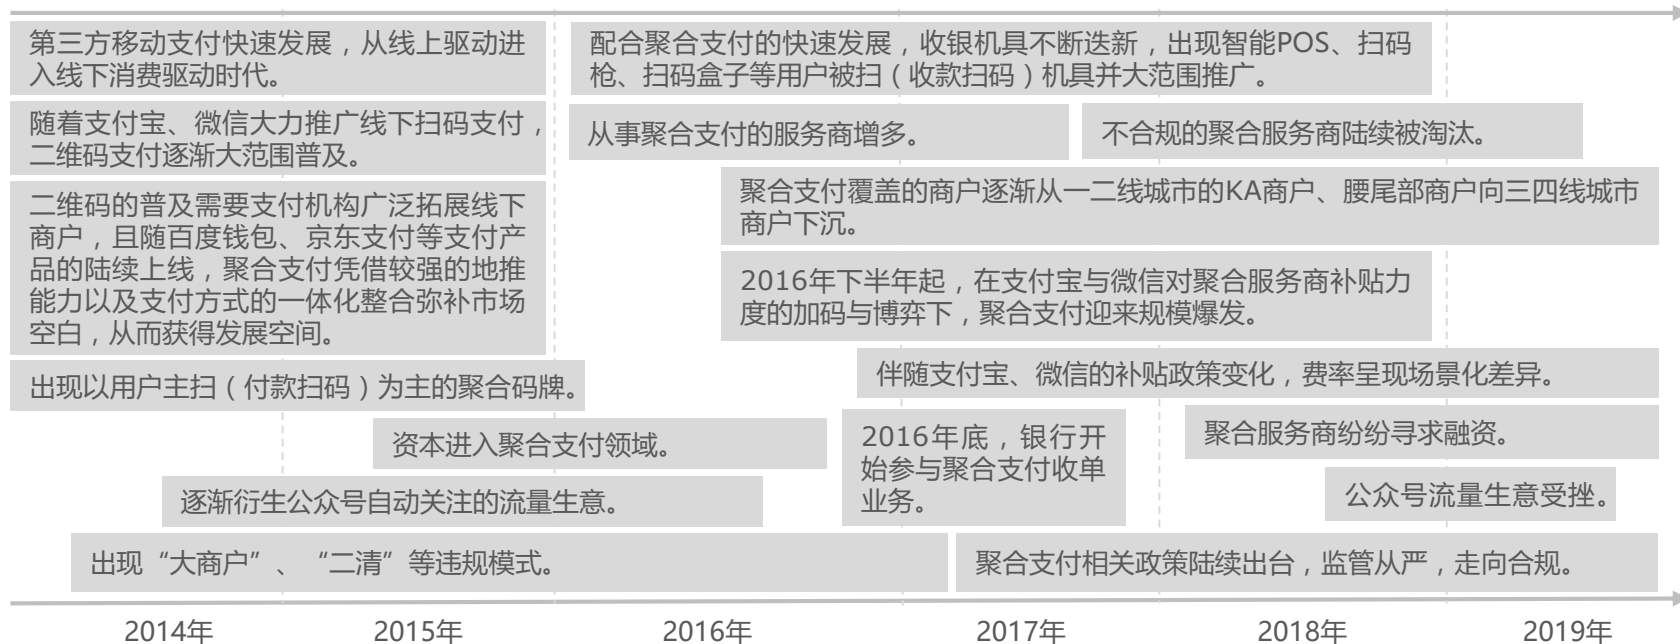 第三方移动支付快速发展，从线上驱动进
入线下消费驱动时代。
随着支付宝、微信大力推广线下扫码支付，
二维码支付逐渐大范围普及。
二维码的普及需要支付机构广泛拓展线下
商户，且随百度钱包、京东支付等支付产
品的陆续上线，聚合支付凭借较强的地推
能力以及支付方式的一体化整合弥补市场
空白，从而获得发展空间。
出现以用户主扫（付款扫码）为主的聚合码牌。
配合聚合支付的快速发展，收银机具不断迭新，出现智能POS、扫码
枪、扫码盒子等用户被扫（收款扫码）机具并大范围推广。
从事聚合支付的服务商增多。
不合规的聚合服务商陆续被淘汰。
聚合支付覆盖的商户逐渐从一二线城市的KA商户、腰尾部商户向三四线城市
商户下沉。
2016年下半年起，在支付宝与微信对聚合服务商补贴力
度的加码与博弈下，聚合支付迎来规模爆发。
伴随支付宝、微信的补贴政策变化，费率呈现场景化差异。
资本进入聚合支付领域。
2016年底，银行开
始参与聚合支付收单
业务。
聚合服务商纷纷寻求融资。
逐渐衍生公众号自动关注的流量生意。
公众号流量生意受挫。
出现“大商户”、“二清”等违规模式。
聚合支付相关政策陆续出台，监管从严，走向合规。
2014年
2015年
2016年
2017年
2018年
2019年